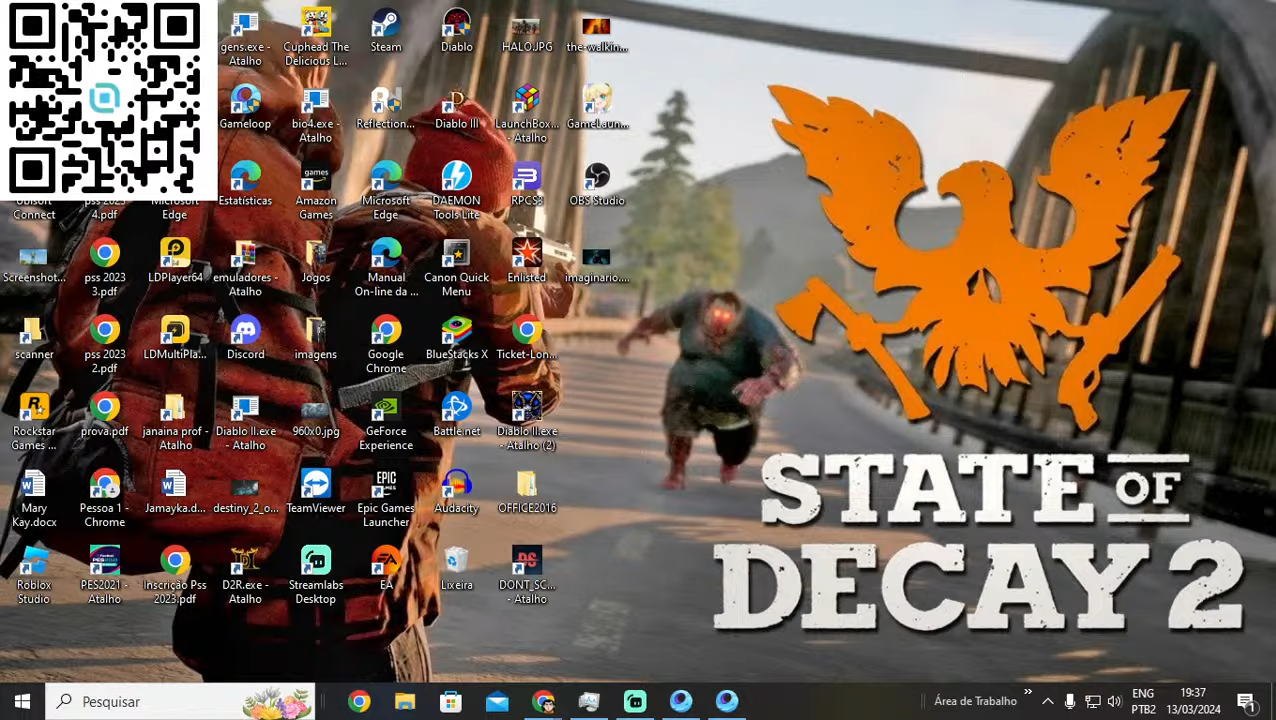 gens.exe - Atalho
Cuphead The Delicious L...
Steam
Diablo
HALO.JPG
the-walkin...
Gameloop
bio4.exe - Atalho
Reflection...
Diablo III
LaunchBox... - Atalho
GameLaun...
Connect
pss 2023 4.pdf
Microsoft Edge
Estatísticas
Amazon Games
Microsoft Edge
DAEMON Tools Lite
RPCS3
OBS Studio
Screenshot...
pss 2023 3.pdf
LDPlayer64
emuladores - Atalho
Jogos
Manual On-line da ...
Canon Quick Menu
Enlisted
imaginario....
scanner
pss 2023 2.pdf
LDMultiPla...
Discord
imagens
Google Chrome
BlueStacks X
Ticket-Lon...
Rockstar Games ...
prova.pdf
janaina prof - Atalho
Diablo II.exe - Atalho
960x0.jpg
GeForce Experience
Battle.net
Diablo II.exe - Atalho (2)
Mary Kay.docx
Pessoa 1 - Chrome
Jamayka.d...
destiny_2_o...
TeamViewer
Epic Games Launcher
Audacity
OFFICE2016
Roblox Studio
PES2021 - Atalho
Inscrição Pss 2023.pdf
D2R.exe - Atalho
Streamlabs Desktop
EA
Lixeira
DONT_SC... - Atalho
STATE OF
DECAY 2
Pesquisar
Área de Trabalho
ENG
PTB2
19:37
13/03/2024